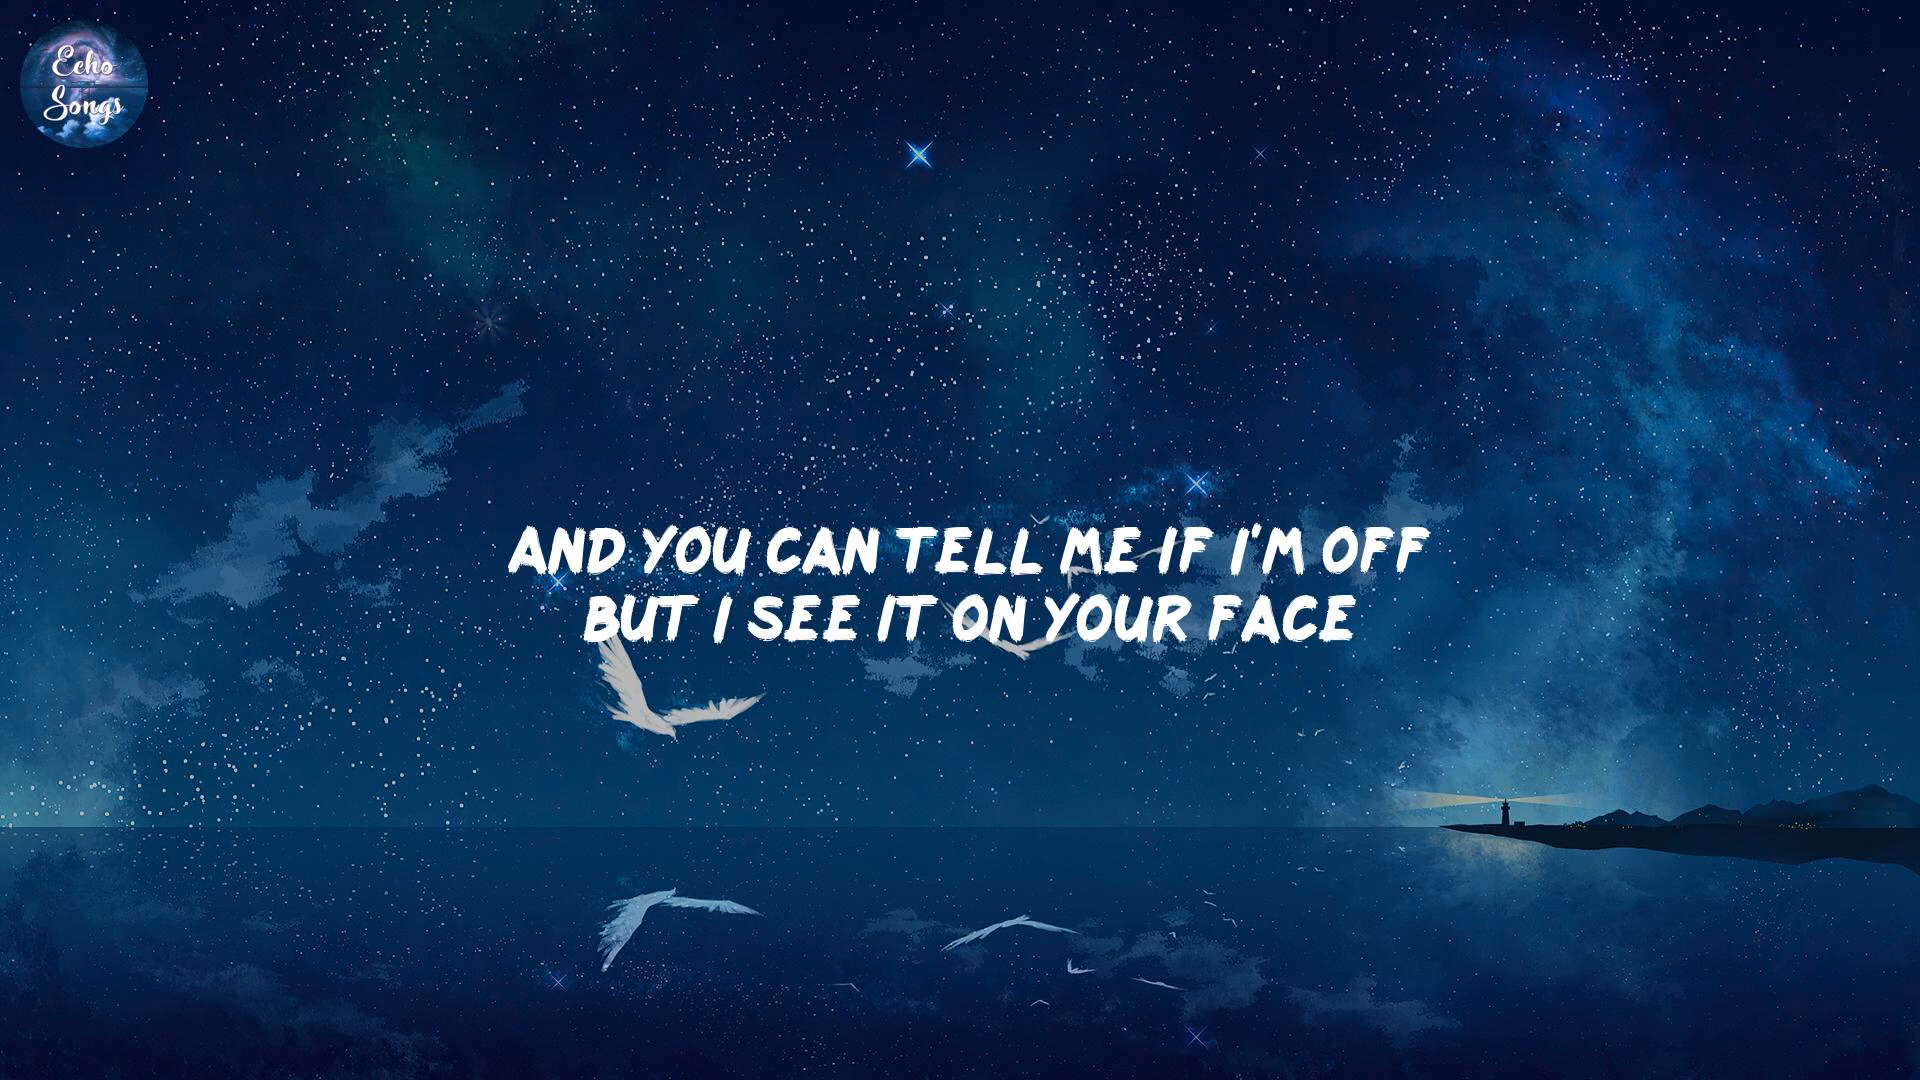 Echo
Songs
AND YOU CAN TELL ME IF I'M OFF
BUT I SEE IT ON YOUR FACE